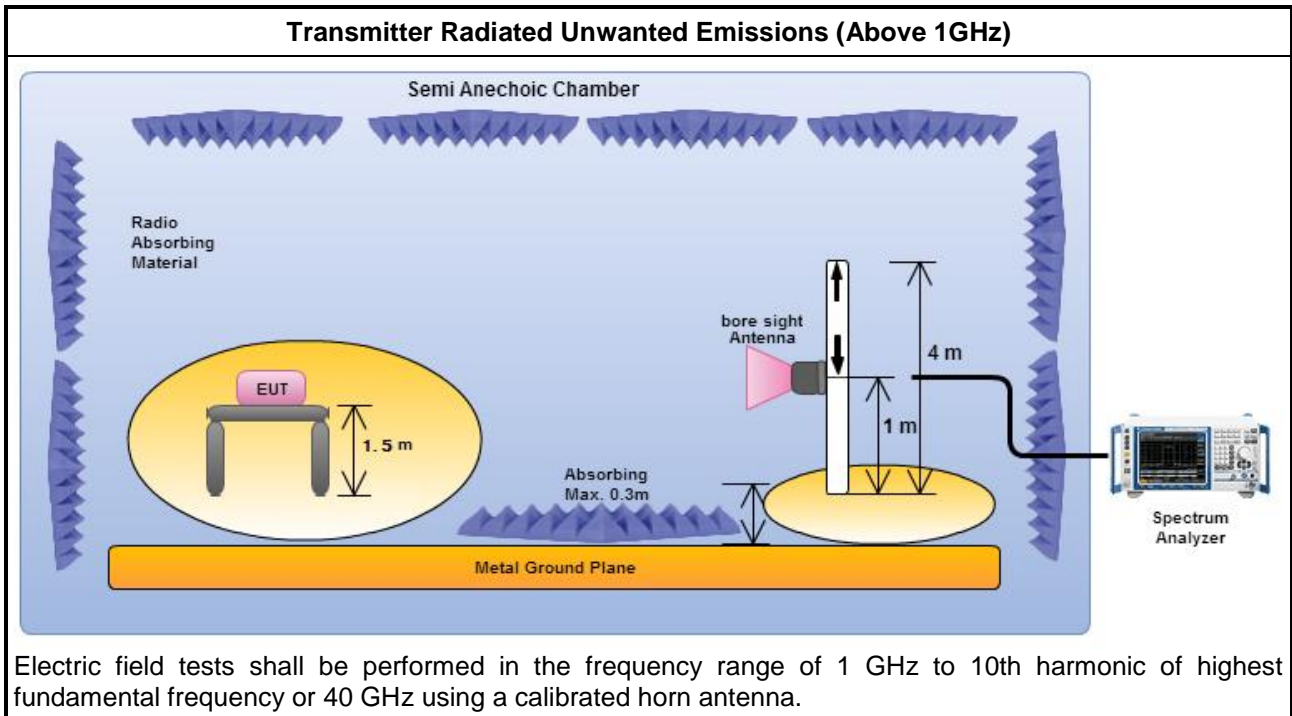 Transmitter Radiated Unwanted Emissions (Above 1GHz)
Semi Anechoic Chamber
Radio
Absorbing
Material
bore sight
Antenna
4 m
EUT
1.5 m
1 m
Absorbing
Max. 0.3m
Spectrum
Analyzer
Metal Ground Plane
Electric field tests shall be performed in the frequency range of 1 GHz to 10th harmonic of highest
fundamental frequency or 40 GHz using a calibrated horn antenna.